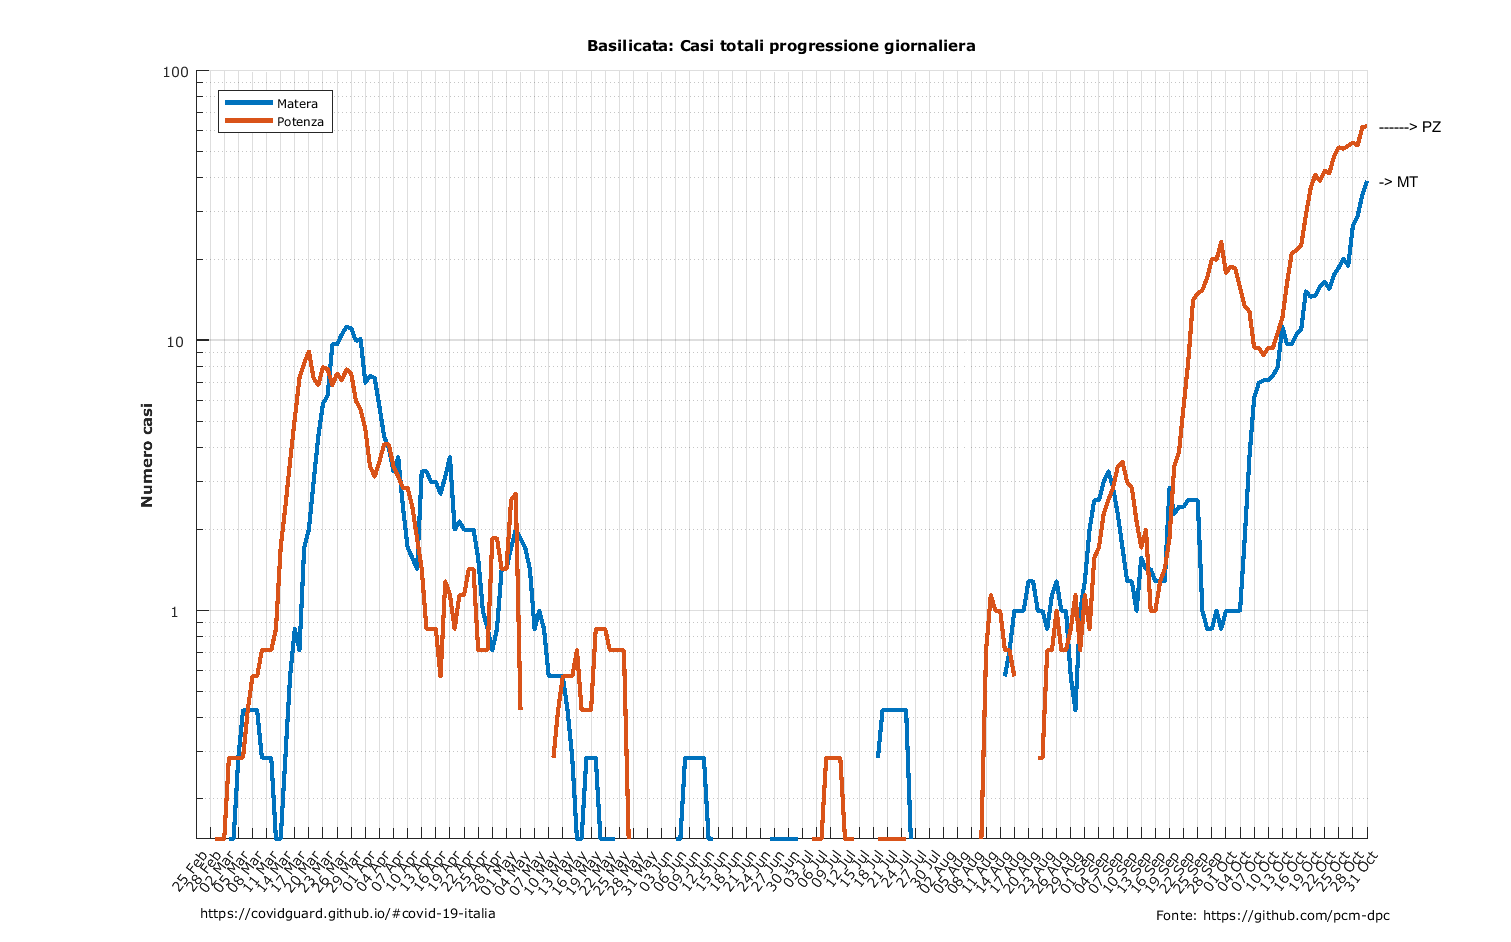 Basilicata: Casi totali progressione giornaliera
100
10
1
Numero casi
Matera
Potenza
------> PZ
-> MT
25 Feb
28 Feb
02 Mar
05 Mar
08 Mar
11 Mar
14 Mar
17 Mar
20 Mar
23 Mar
26 Mar
29 Mar
01 Apr
04 Apr
07 Apr
10 Apr
13 Apr
16 Apr
19 Apr
22 Apr
25 Apr
28 Apr
01 May
04 May
07 May
10 May
13 May
16 May
19 May
22 May
25 May
28 May
31 May
03 Jun
06 Jun
09 Jun
12 Jun
15 Jun
18 Jun
21 Jun
24 Jun
27 Jun
30 Jun
03 Jul
06 Jul
09 Jul
12 Jul
15 Jul
18 Jul
21 Jul
24 Jul
27 Jul
30 Jul
02 Aug
05 Aug
08 Aug
11 Aug
14 Aug
17 Aug
20 Aug
23 Aug
26 Aug
29 Aug
01 Sep
04 Sep
07 Sep
10 Sep
13 Sep
16 Sep
19 Sep
22 Sep
25 Sep
28 Sep
01 Oct
04 Oct
07 Oct
10 Oct
13 Oct
16 Oct
19 Oct
22 Oct
25 Oct
28 Oct
31 Oct
https://covidguard.github.io/#covid-19-italia
Fonte: https://github.com/pcm-dpc